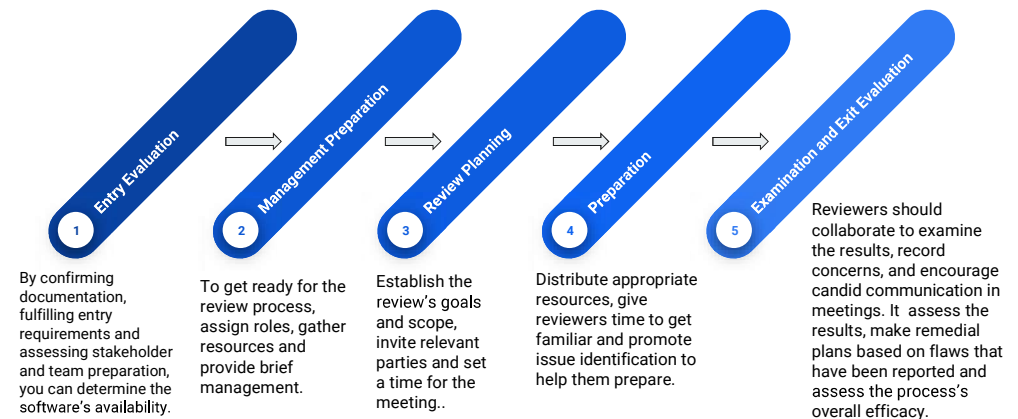 1
Entry Evaluation
By confirming
documentation,
fulfilling entry
requirements and
assessing stakeholder
and team preparation,
you can determine the
software's availability.
2
Management Preparation
To get ready for the
review process,
assign roles, gather
resources and
provide brief
management.
3
Review Planning
Establish the
review's goals
and scope,
invite relevant
parties and set
a time for the
meeting..
4
Preparation
Distribute appropriate
resources, give
reviewers time to get
familiar and promote
issue identification to
help them prepare.
5
Examination and Exit Evaluation
Reviewers should
collaborate to examine
the results, record
concerns, and encourage
candid communication in
meetings. It  assess the
results, make remedial
plans based on flaws that
have been reported and
assess the process's
overall efficacy.